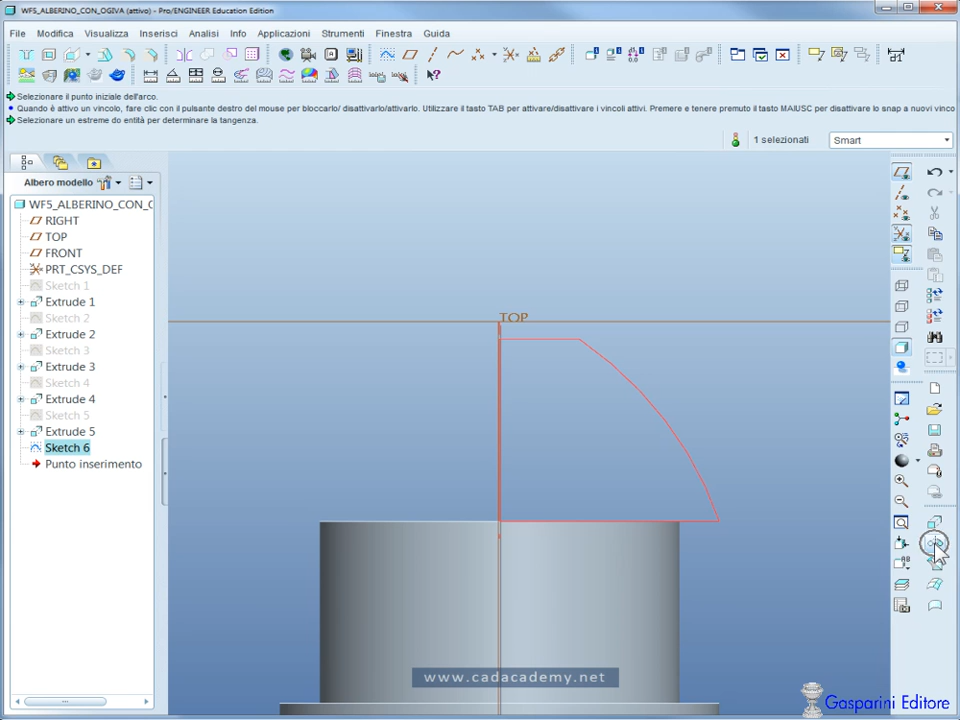 WF5_ALBERINO_CON_OGIVA (attivo) - Pro/ENGINEER Education Edition
File Modifica Visualizza Inserisci Analisi Info Applicazioni Strumenti Finestra Guida
Selezionare il punto iniziale dell'arco.
Quando è attivo un vincolo, fare clic con il pulsante destro del mouse per bloccarlo/ disattivarlo/attivarlo. Utilizzare il tasto TAB per attivare/disattivare i vincoli attivi. Premere e tenere premuto il tasto MAIUSC per disattivare lo snap a nuovi vinco
Selezionare un estreme do entità per determinare la tangenza.
1 selezionati Smart
Albero modello
WF5_ALBERINO_CON_O
RIGHT
TOP
FRONT
PRT_CSYS_DEF
Sketch 1
Extrude 1
Sketch 2
Extrude 2
Sketch 3
Extrude 3
Sketch 4
Extrude 4
Sketch 5
Extrude 5
Sketch 6
Punto inserimento
TOP
www.cadacademy.net
Gasparini Editore